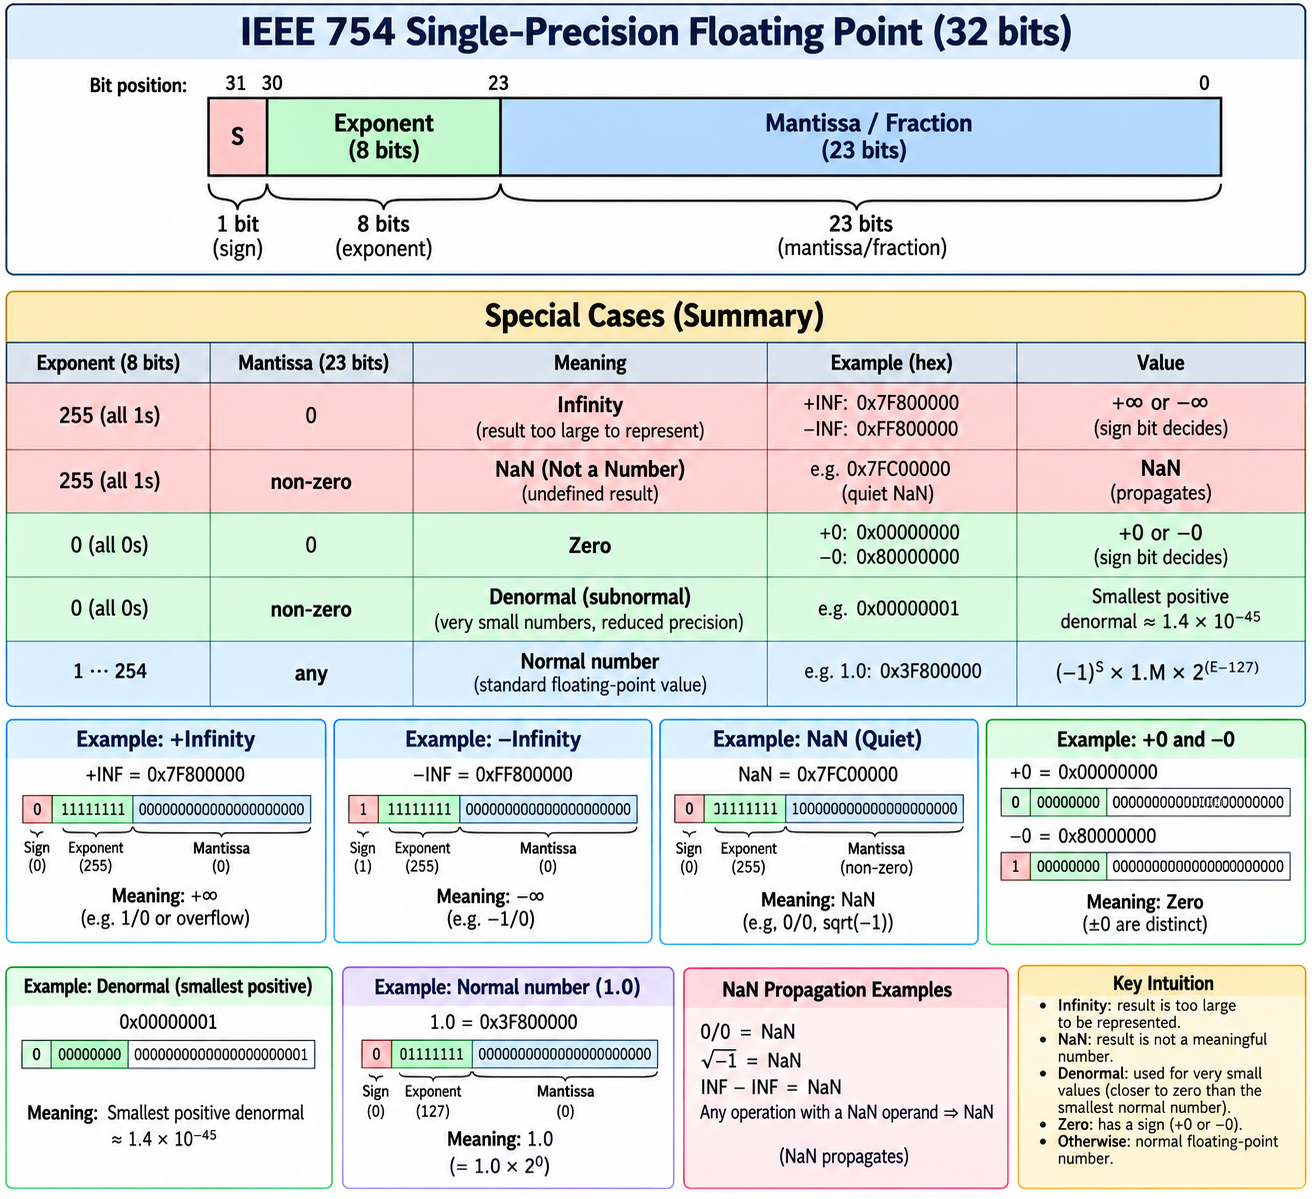 IEEE 754 Single-Precision Floating Point (32 bits)
Bit position: 31 30 23 0
S
Exponent
(8 bits)
Mantissa / Fraction
(23 bits)
1 bit
(sign)
8 bits
(exponent)
23 bits
(mantissa/fraction)
Special Cases (Summary)
Exponent (8 bits) Mantissa (23 bits) Meaning Example (hex) Value
255 (all 1s) 0
Infinity
(result too large to represent)
+INF: 0x7F800000
−INF: 0xFF800000
+∞ or −∞
(sign bit decides)
255 (all 1s) non-zero
NaN (Not a Number)
(undefined result)
e.g. 0x7FC00000
(quiet NaN)
NaN
(propagates)
0 (all 0s) 0 Zero
+0: 0x00000000
−0: 0x80000000
+0 or −0
(sign bit decides)
0 (all 0s) non-zero
Denormal (subnormal)
(very small numbers, reduced precision)
e.g. 0x00000001
Smallest positive
denormal ≈ 1.4 × 10⁻⁴⁵
1 ··· 254 any
Normal number
(standard floating-point value)
e.g. 1.0: 0x3F800000
(−1)ˢ × 1.M × 2⁽ᴱ⁻¹²⁷⁾
Example: +Infinity
+INF = 0x7F800000
0 11111111
Sign
(0)
Exponent
(255)
Mantissa
(0)
Meaning: +∞
(e.g. 1/0 or overflow)
Example: −Infinity
−INF = 0xFF800000
1 11111111
Sign
(1)
Exponent
(255)
Mantissa
(0)
Meaning: −∞
(e.g. −1/0)
Example: NaN (Quiet)
NaN = 0x7FC00000
0
Sign
(0)
Exponent
(255)
Mantissa
(non-zero)
Meaning: NaN
(e.g, 0/0, sqrt(−1))
Example: +0 and −0
+0 = 0x00000000
0 00000000
−0 = 0x80000000
1 00000000
Meaning: Zero
(±0 are distinct)
Example: Denormal (smallest positive)
0x00000001
0 00000000
Meaning: Smallest positive denormal
≈ 1.4 × 10⁻⁴⁵
Example: Normal number (1.0)
1.0 = 0x3F800000
0 01111111
Sign
(0)
Exponent
(127)
Mantissa
(0)
Meaning: 1.0
(= 1.0 × 2⁰)
NaN Propagation Examples
0/0 = NaN
√−1 = NaN
INF − INF = NaN
Any operation with a NaN operand ⇒ NaN
(NaN propagates)
Key Intuition
• Infinity: result is too large
to be represented.
• NaN: result is not a meaningful
number.
• Denormal: used for very small
values (closer to zero than the
smallest normal number).
• Zero: has a sign (+0 or −0).
• Otherwise: normal floating-point
number.